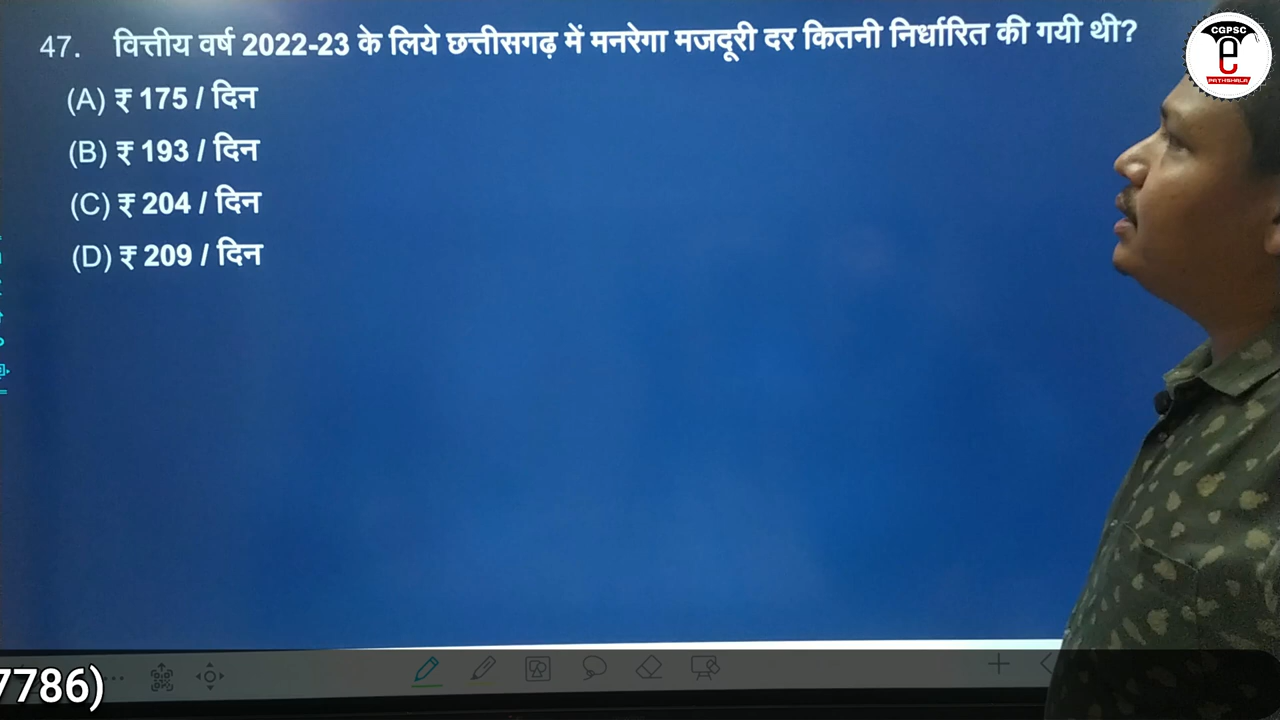 47. वित्तीय वर्ष 2022-23 के लिये छत्तीसगढ़ में मनरेगा मजदूरी दर कितनी निर्धारित की गयी थी?
(A) ₹ 175 / दिन
(B) ₹ 193 / दिन
(C) ₹ 204 / दिन
(D) ₹ 209 / दिन
CGPSC
e
PATHSHALA
7786)